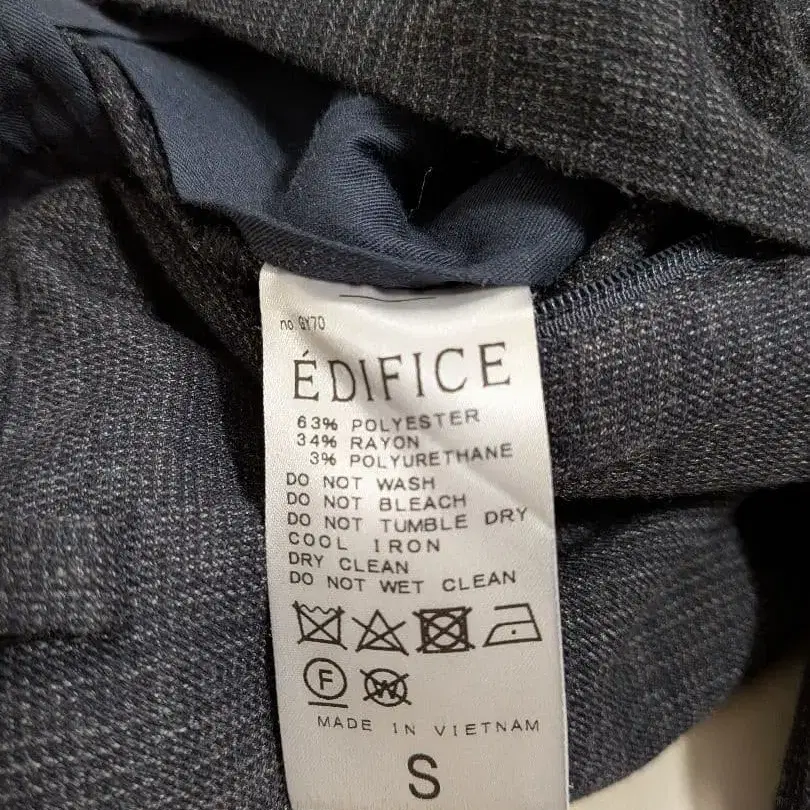 no.GY70
ÉDIFICE
63% POLYESTER
34% RAYON
3% POLYURETHANE
DO NOT WASH
DO NOT BLEACH
DO NOT TUMBLE DRY
COOL IRON
DRY CLEAN
DO NOT WET CLEAN
F W
MADE IN VIETNAM
S